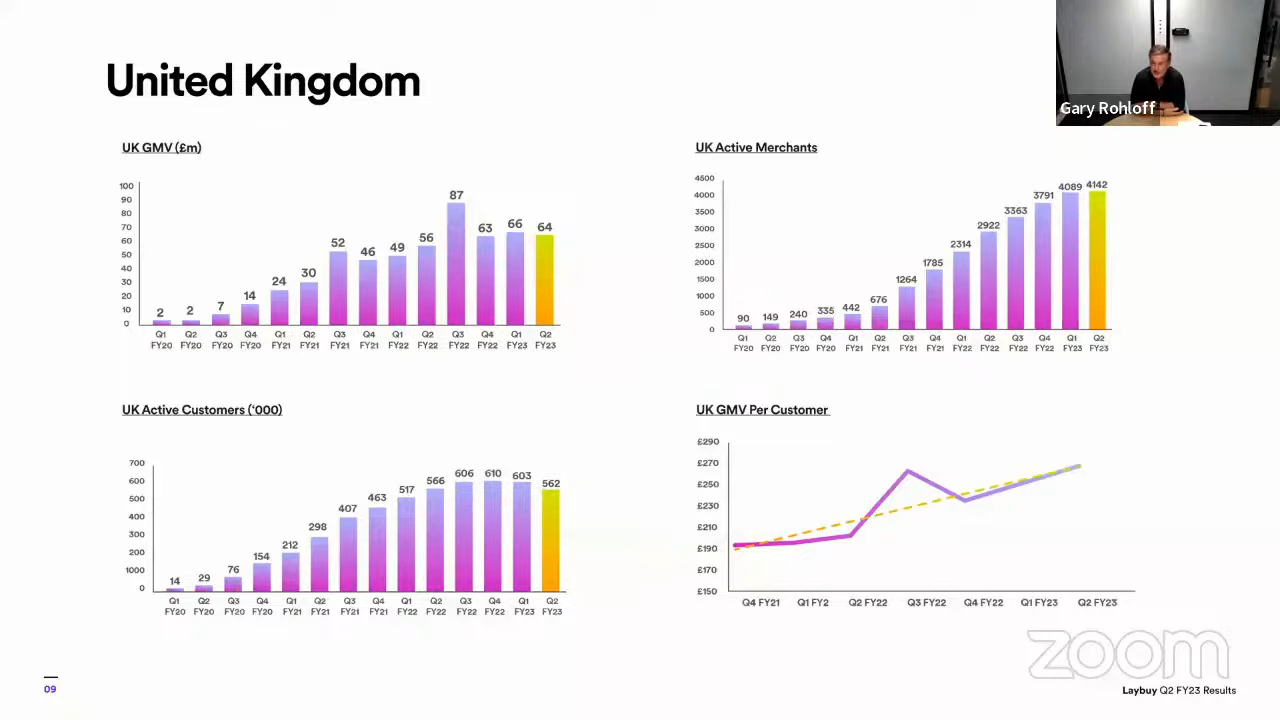 United Kingdom
Gary Rohloff
UK GMV (£m)
100
90
80
70
60
50
40
30
20
10
0
2 2 7 14 24 30 52 46 49 56 87 63 66 64
Q1 Q2 Q3 Q4 Q1 Q2 Q3 Q4 Q1 Q2 Q3 Q4 Q1 Q2
FY20 FY20 FY20 FY20 FY21 FY21 FY21 FY21 FY22 FY22 FY22 FY22 FY23 FY23
UK Active Merchants
4500
4000
3500
3000
2500
2000
1500
1000
500
0
90 149 240 335 442 676 1264 1785 2314 2922 3363 3791 4089 4142
Q1 Q2 Q3 Q4 Q1 Q2 Q3 Q4 Q1 Q2 Q3 Q4 Q1 Q2
FY20 FY20 FY20 FY20 FY21 FY21 FY21 FY21 FY22 FY22 FY22 FY22 FY23 FY23
UK Active Customers (‘000)
700
600
500
400
300
200
1000
0
14 29 76 154 212 298 407 463 517 566 606 610 603 562
Q1 Q2 Q3 Q4 Q1 Q2 Q3 Q4 Q1 Q2 Q3 Q4 Q1 Q2
FY20 FY20 FY20 FY20 FY21 FY21 FY21 FY21 FY22 FY22 FY22 FY22 FY23 FY23
UK GMV Per Customer
£290
£270
£250
£230
£210
£190
£170
£150
Q4 FY21 Q1 FY2 Q2 FY22 Q3 FY22 Q4 FY22 Q1 FY23 Q2 FY23
zoom
09
Laybuy Q2 FY23 Results